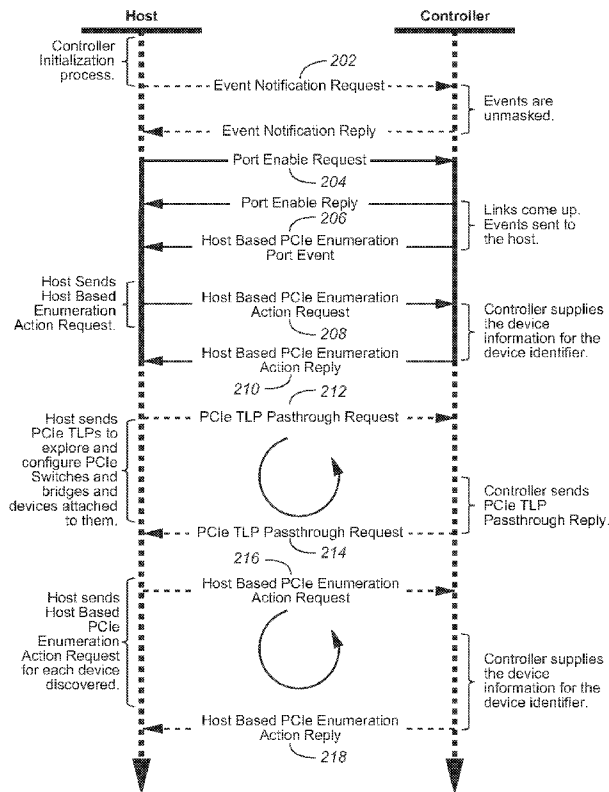 Host
Controller
Controller
Initialization
process.
202
Event Notification Request
Events are
unmasked.
Event Notification Reply
Port Enable Request
204
Port Enable Reply
206
Links come up.
Events sent to
the host.
Host Based PCIe Enumeration
Port Event
Host Sends
Host Based
Enumeration
Action Request.
Host Based PCIe Enumeration
Action Request
208
Controller supplies
the device
information for the
device identifier.
Host Based PCIe Enumeration
Action Reply
210
212
PCIe TLP Pasthrough Request
Host sends
PCIe TLPs to
explore and
configure PCIe
Switches and
bridges and
devices attached
to them.
Controller sends
PCIe TLP
Passthrough Reply.
PCIe TLP Passthrough Request
214
216
Host Based PCIe Enumeration
Action Request
Host sends
Host Based
PCIe
Enumeration
Action Request
for each device
discovered.
Controller supplies
the device
information for the
device identifier.
Host Based PCIe Enumeration
Action Reply
218